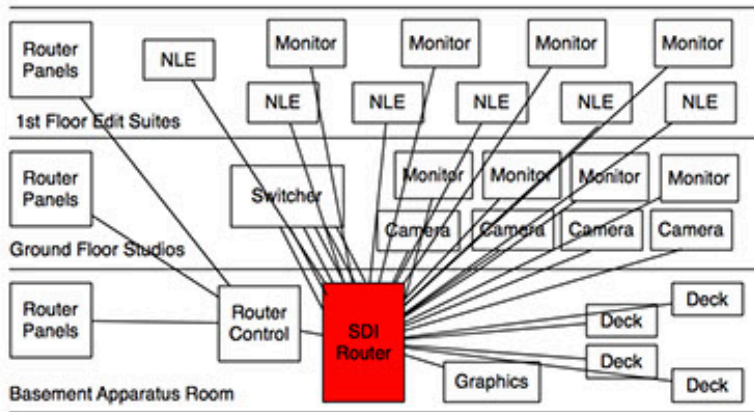 Router
Panels
NLE
Monitor
Monitor
Monitor
Monitor
NLE
NLE
NLE
NLE
NLE
1st Floor Edit Suites
Router
Panels
Switcher
Monitor
Monitor
Monitor
Monitor
Camera
Camera
Camera
Camera
Ground Floor Studios
Router
Panels
Router
Control
SDI
Router
Deck
Deck
Deck
Graphics
Deck
Basement Apparatus Room